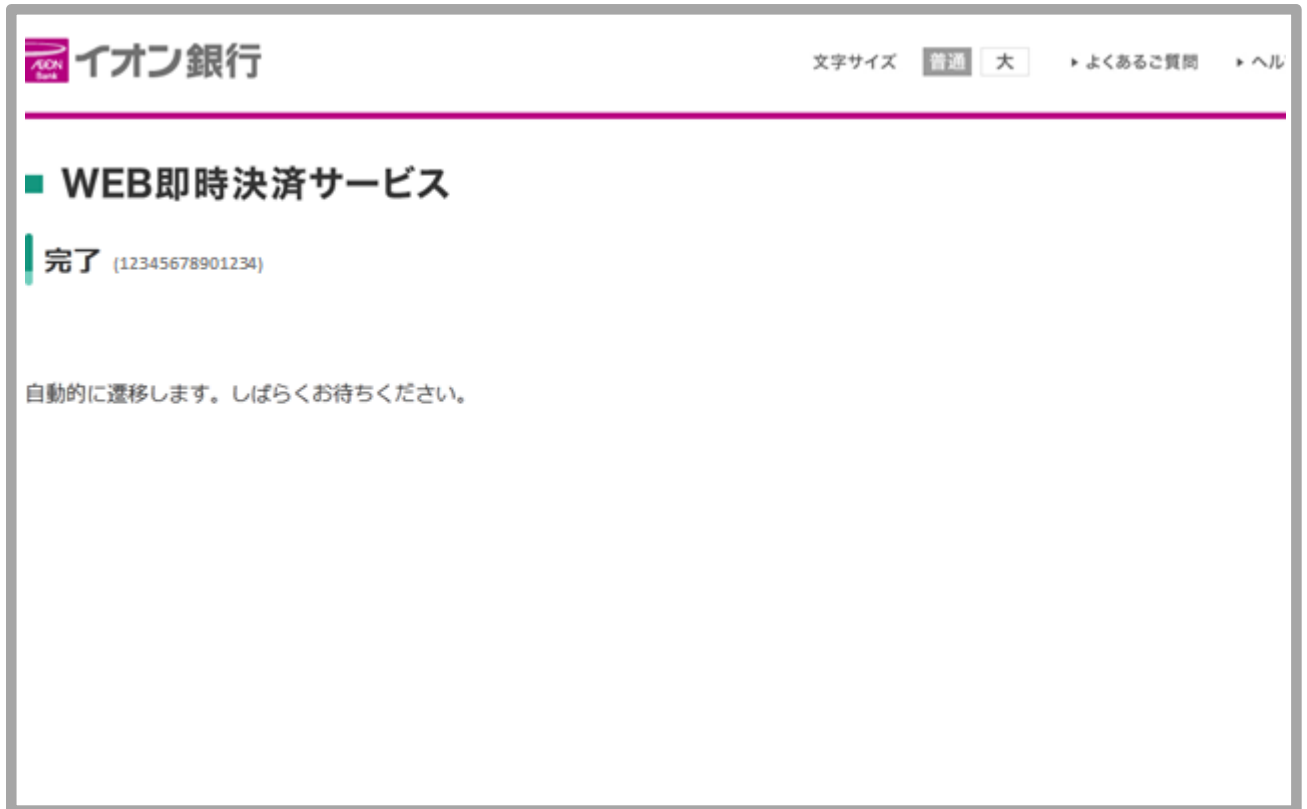 AEON
Bank
イオン銀行
文字サイズ 普通 大 ▸ よくあるご質問 ▸ ヘル
■ WEB即時決済サービス
完了 (12345678901234)
自動的に遷移します。しばらくお待ちください。